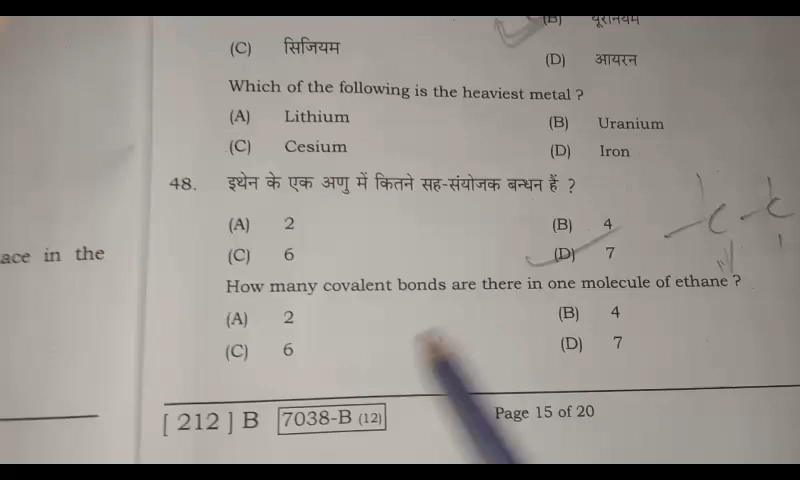 (B) यूरेनियम
(C) सिजियम
(D) आयरन
Which of the following is the heaviest metal ?
(A) Lithium (B) Uranium
(C) Cesium (D) Iron
48. इथेन के एक अणु में कितने सह-संयोजक बन्धन हैं ?
(A) 2 (B) 4
(C) 6 (D) 7
ace in the
How many covalent bonds are there in one molecule of ethane ?
(A) 2 (B) 4
(C) 6 (D) 7
[ 212 ] B 7038-B (12) Page 15 of 20